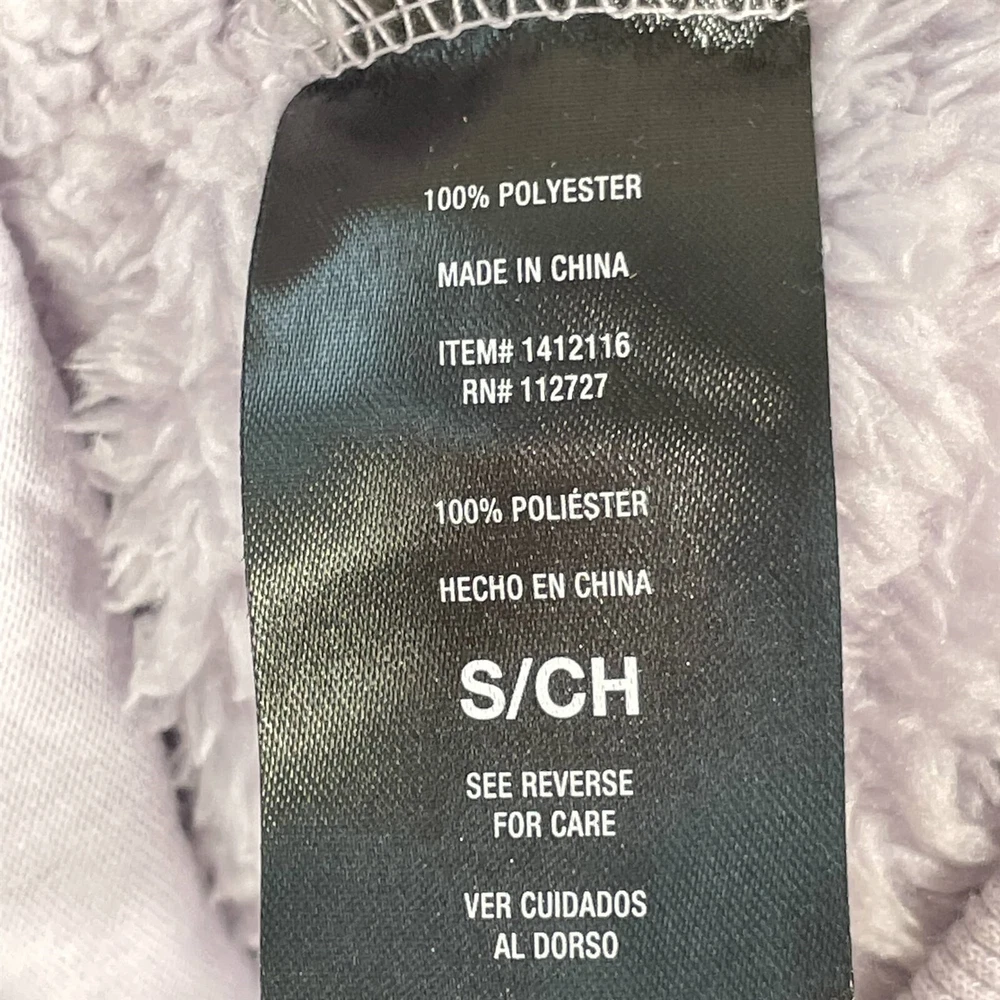 100% POLYESTER
MADE IN CHINA
ITEM# 1412116
RN# 112727
100% POLIÉSTER
HECHO EN CHINA
S/CH
SEE REVERSE
FOR CARE
VER CUIDADOS
AL DORSO